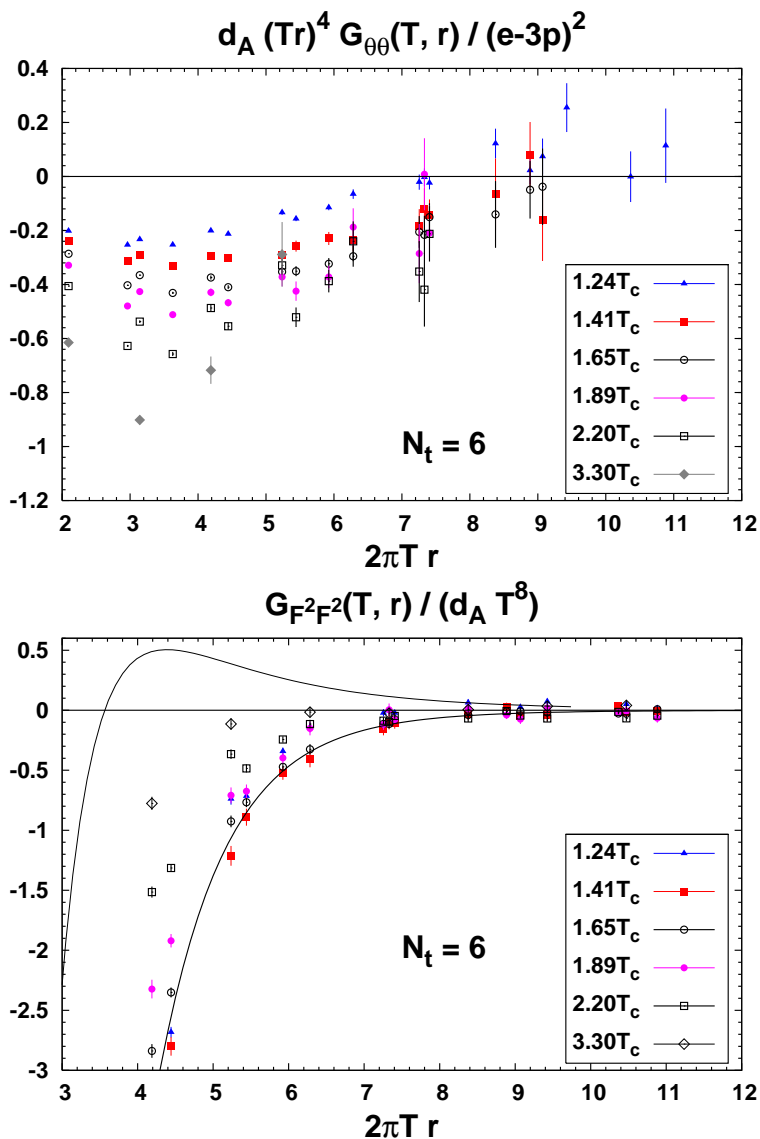 d_A (Tr)^4 G_θθ(T, r) / (e-3p)^2
0.4
0.2
0
-0.2
-0.4
-0.6
-0.8
-1
-1.2
1.24T_c
1.41T_c
1.65T_c
1.89T_c
2.20T_c
3.30T_c
N_t = 6
2 3 4 5 6 7 8 9 10 11 12
2πT r
G_F²F²(T, r) / (d_A T^8)
0.5
0
-0.5
-1
-1.5
-2
-2.5
-3
1.24T_c
1.41T_c
1.65T_c
1.89T_c
2.20T_c
3.30T_c
N_t = 6
3 4 5 6 7 8 9 10 11 12
2πT r